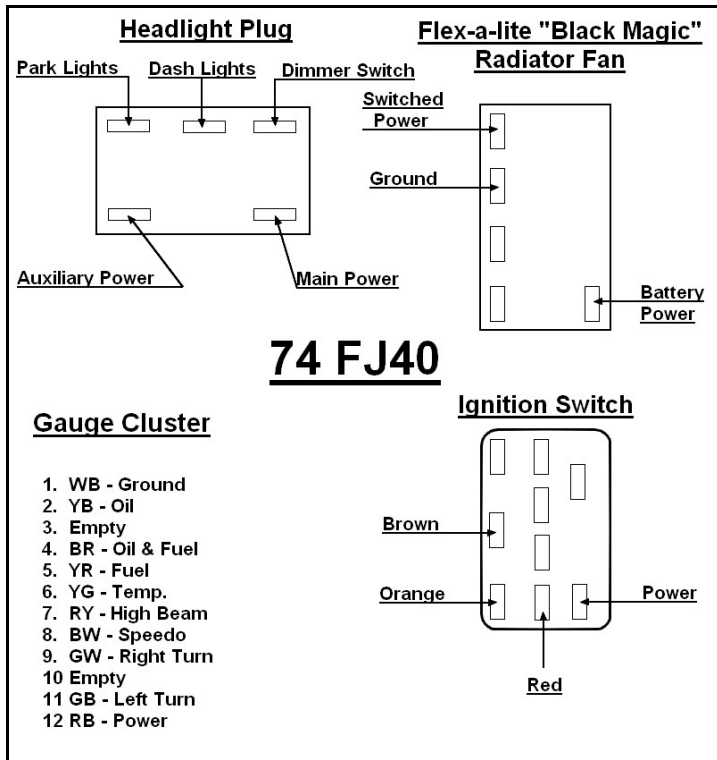 Headlight Plug
Park Lights
Dash Lights
Dimmer Switch
Auxiliary Power
Main Power
Flex-a-lite "Black Magic"
Radiator Fan
Switched
Power
Ground
Battery
Power
74 FJ40
Gauge Cluster
1. WB - Ground
2. YB - Oil
3. Empty
4. BR - Oil & Fuel
5. YR - Fuel
6. YG - Temp.
7. RY - High Beam
8. BW - Speedo
9. GW - Right Turn
10 Empty
11 GB - Left Turn
12 RB - Power
Ignition Switch
Brown
Orange
Power
Red